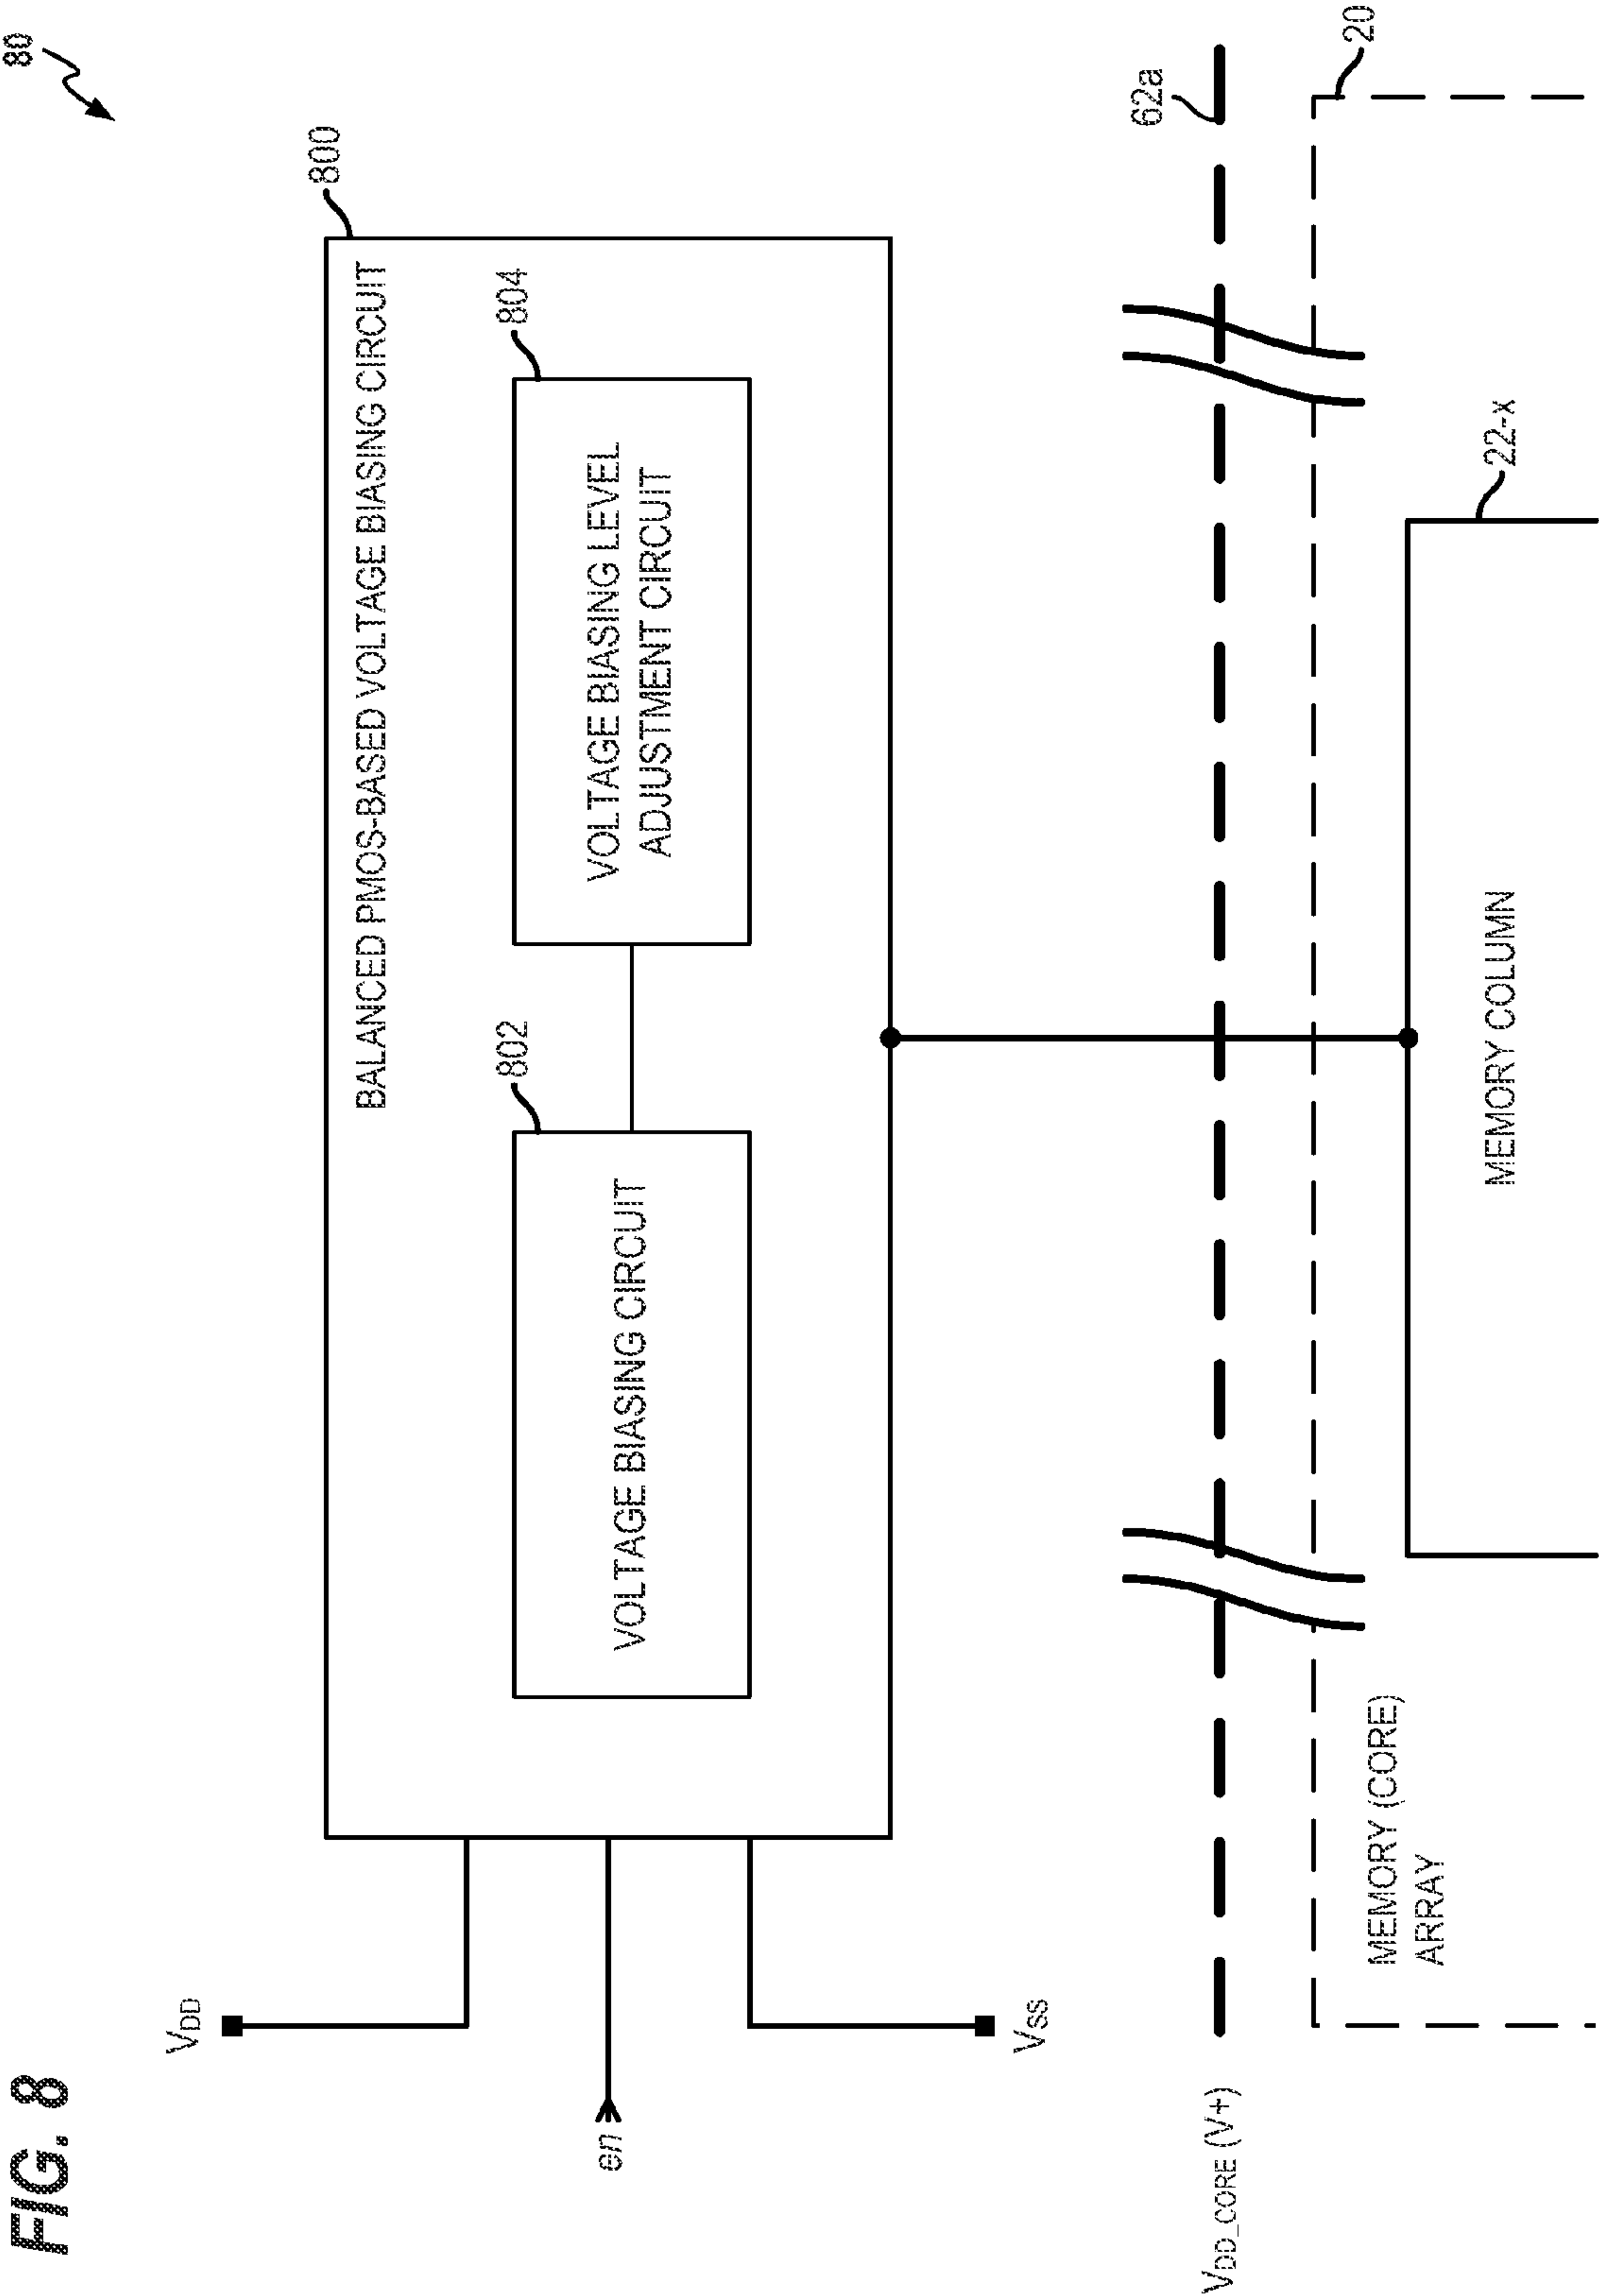 FIG. 8
80
800
BALANCED PMOS-BASED VOLTAGE BIASING CIRCUIT
VDD
en
VSS
802
VOLTAGE BIASING CIRCUIT
804
VOLTAGE BIASING LEVEL
ADJUSTMENT CIRCUIT
VDD_CORE (V+)
62a
20
MEMORY (CORE)
ARRAY
22-x
MEMORY COLUMN